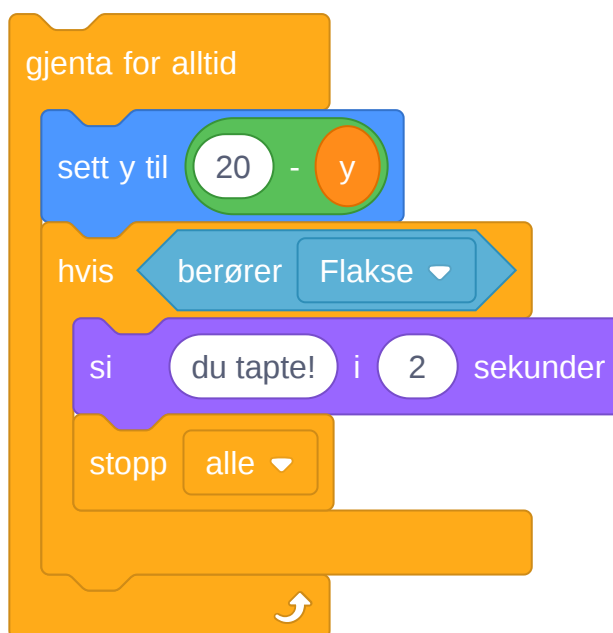 gjenta for alltid
sett y til 20 - y
hvis berører Flakse
si du tapte! i 2 sekunder
stopp alle